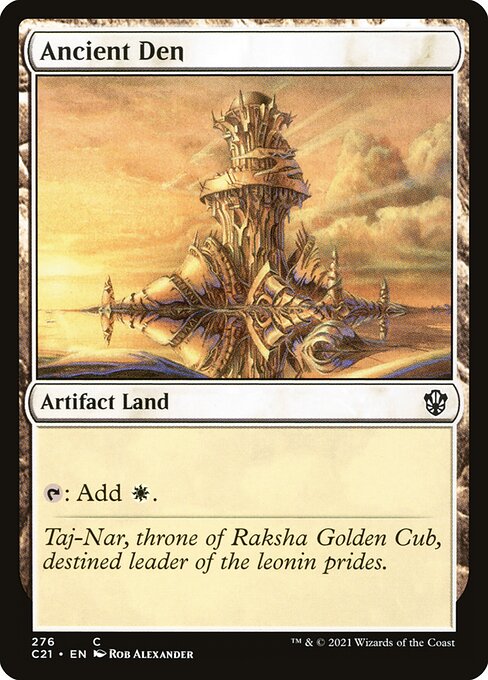 Ancient Den
Artifact Land
: Add .
Taj-Nar, throne of Raksha Golden Cub,
destined leader of the leonin prides.
276 C
C21 • EN Rob Alexander
™ & © 2021 Wizards of the Coast